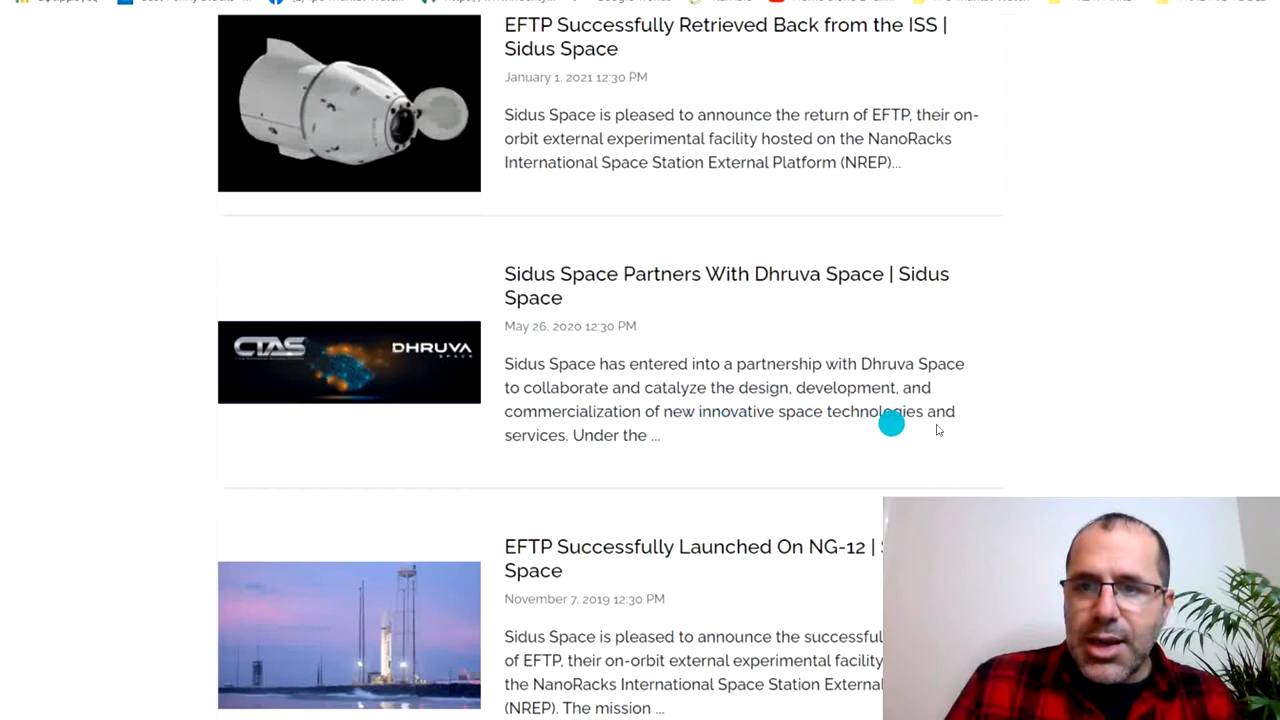 EFTP Successfully Retrieved Back from the ISS |
Sidus Space
January 1, 2021 12:30 PM
Sidus Space is pleased to announce the return of EFTP, their on-
orbit external experimental facility hosted on the NanoRacks
International Space Station External Platform (NREP)...
Sidus Space Partners With Dhruva Space | Sidus
Space
May 26, 2020 12:30 PM
CTAS
DHRUVA
SPACE
Sidus Space has entered into a partnership with Dhruva Space
to collaborate and catalyze the design, development, and
commercialization of new innovative space technologies and
services. Under the ...
EFTP Successfully Launched On NG-12 |
Space
November 7, 2019 12:30 PM
Sidus Space is pleased to announce the successful
of EFTP, their on-orbit external experimental facility
the NanoRacks International Space Station External
(NREP). The mission ...